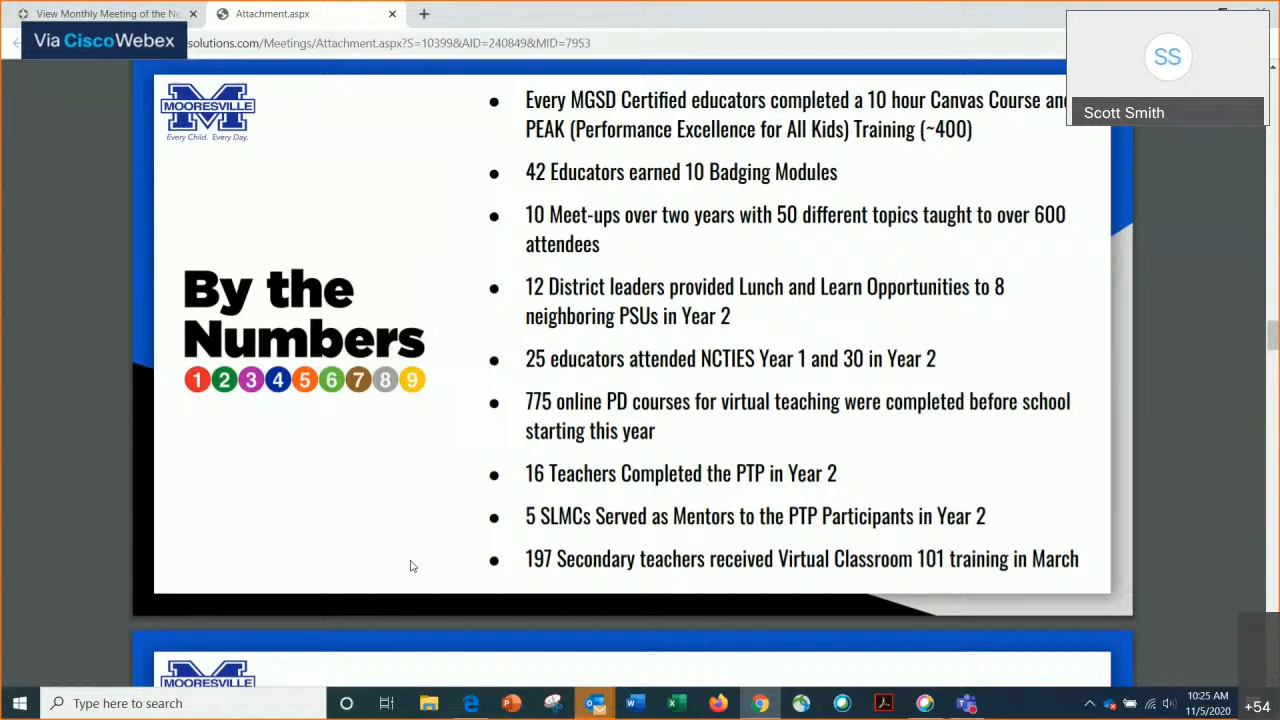 View Monthly Meeting of the No
Attachment.aspx
Via CiscoWebex
solutions.com/Meetings/Attachment.aspx?S=10399&AID=240849&MID=7953
SS
Scott Smith
M
MOORESVILLE
Every Child. Every Day.
By the
Numbers
1 2 3 4 5 6 7 8 9
● Every MGSD Certified educators completed a 10 hour Canvas Course and
PEAK (Performance Excellence for All Kids) Training (~400)
● 42 Educators earned 10 Badging Modules
● 10 Meet-ups over two years with 50 different topics taught to over 600
attendees
● 12 District leaders provided Lunch and Learn Opportunities to 8
neighboring PSUs in Year 2
● 25 educators attended NCTIES Year 1 and 30 in Year 2
● 775 online PD courses for virtual teaching were completed before school
starting this year
● 16 Teachers Completed the PTP in Year 2
● 5 SLMCs Served as Mentors to the PTP Participants in Year 2
● 197 Secondary teachers received Virtual Classroom 101 training in March
M
MOORESVILLE
Type here to search
10:25 AM
11/5/2020
+54